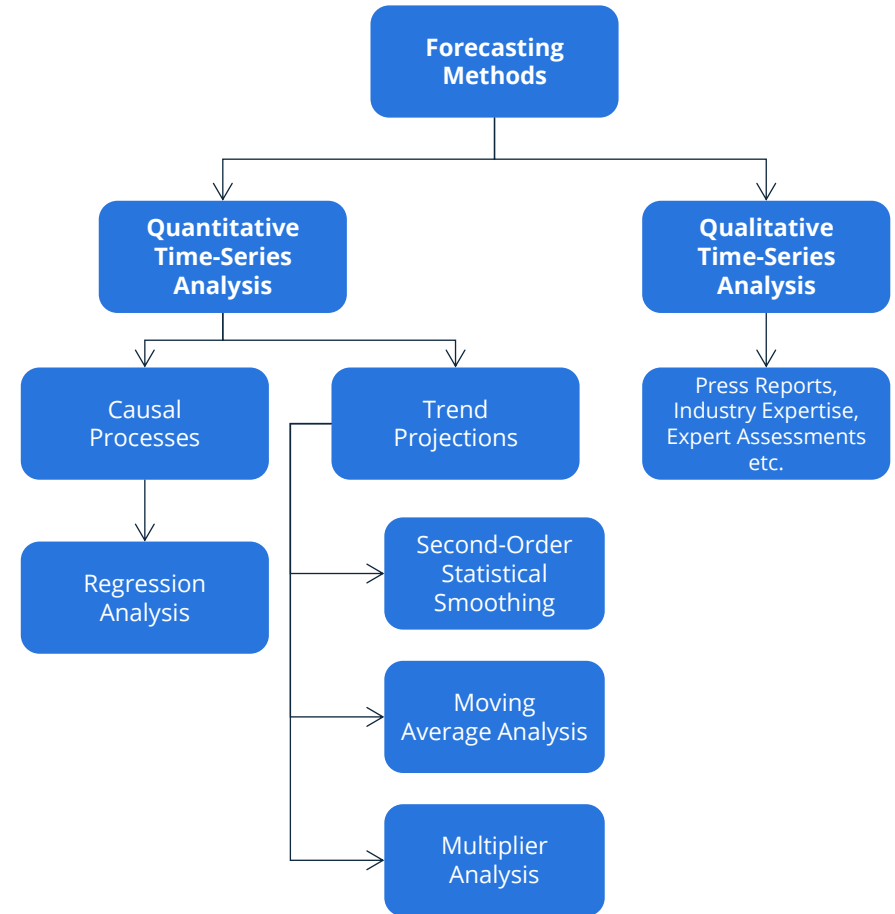 Forecasting
Methods
Quantitative
Time-Series
Analysis
Qualitative
Time-Series
Analysis
Causal
Processes
Trend
Projections
Press Reports,
Industry Expertise,
Expert Assessments
etc.
Regression
Analysis
Second-Order
Statistical
Smoothing
Moving
Average Analysis
Multiplier
Analysis